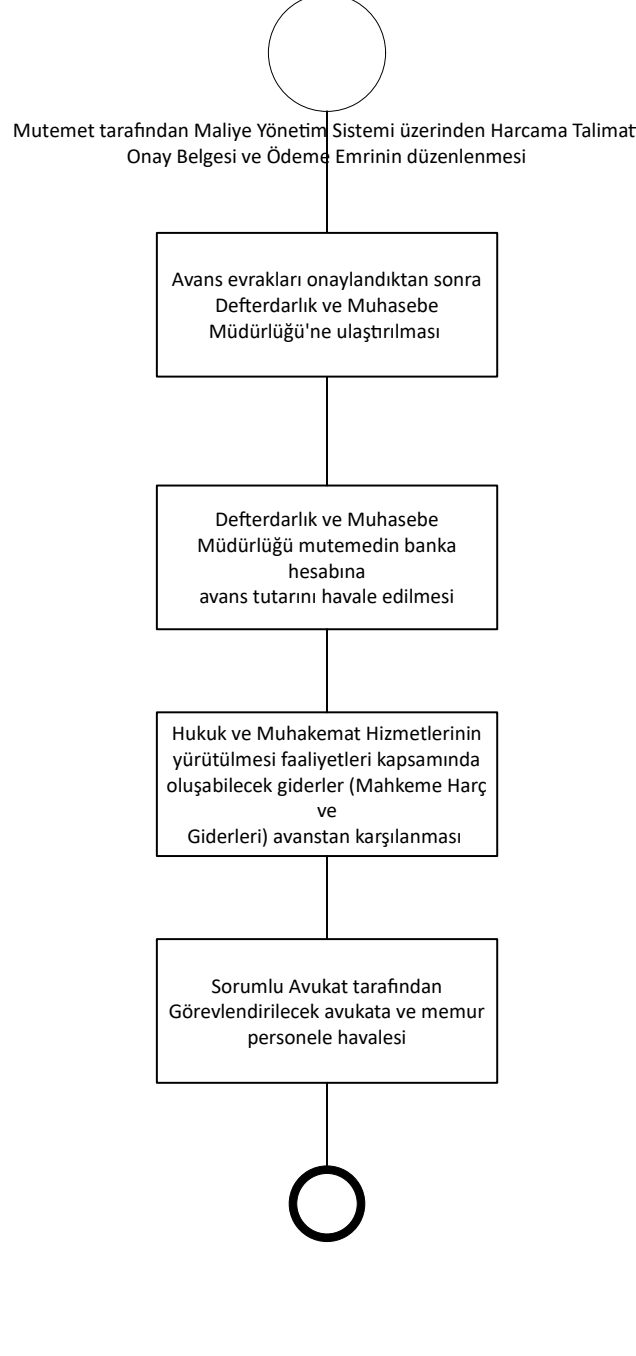 Mutemet tarafından Maliye Yönetim Sistemi üzerinden Harcama Talimat
Onay Belgesi ve Ödeme Emrinin düzenlenmesi
Avans evrakları onaylandıktan sonra
Defterdarlık ve Muhasebe
Müdürlüğü'ne ulaştırılması
Defterdarlık ve Muhasebe
Müdürlüğü mutemedin banka
hesabına
avans tutarını havale edilmesi
Hukuk ve Muhakemat Hizmetlerinin
yürütülmesi faaliyetleri kapsamında
oluşabilecek giderler (Mahkeme Harç
ve
Giderleri) avanstan karşılanması
Sorumlu Avukat tarafından
Görevlendirilecek avukata ve memur
personele havalesi